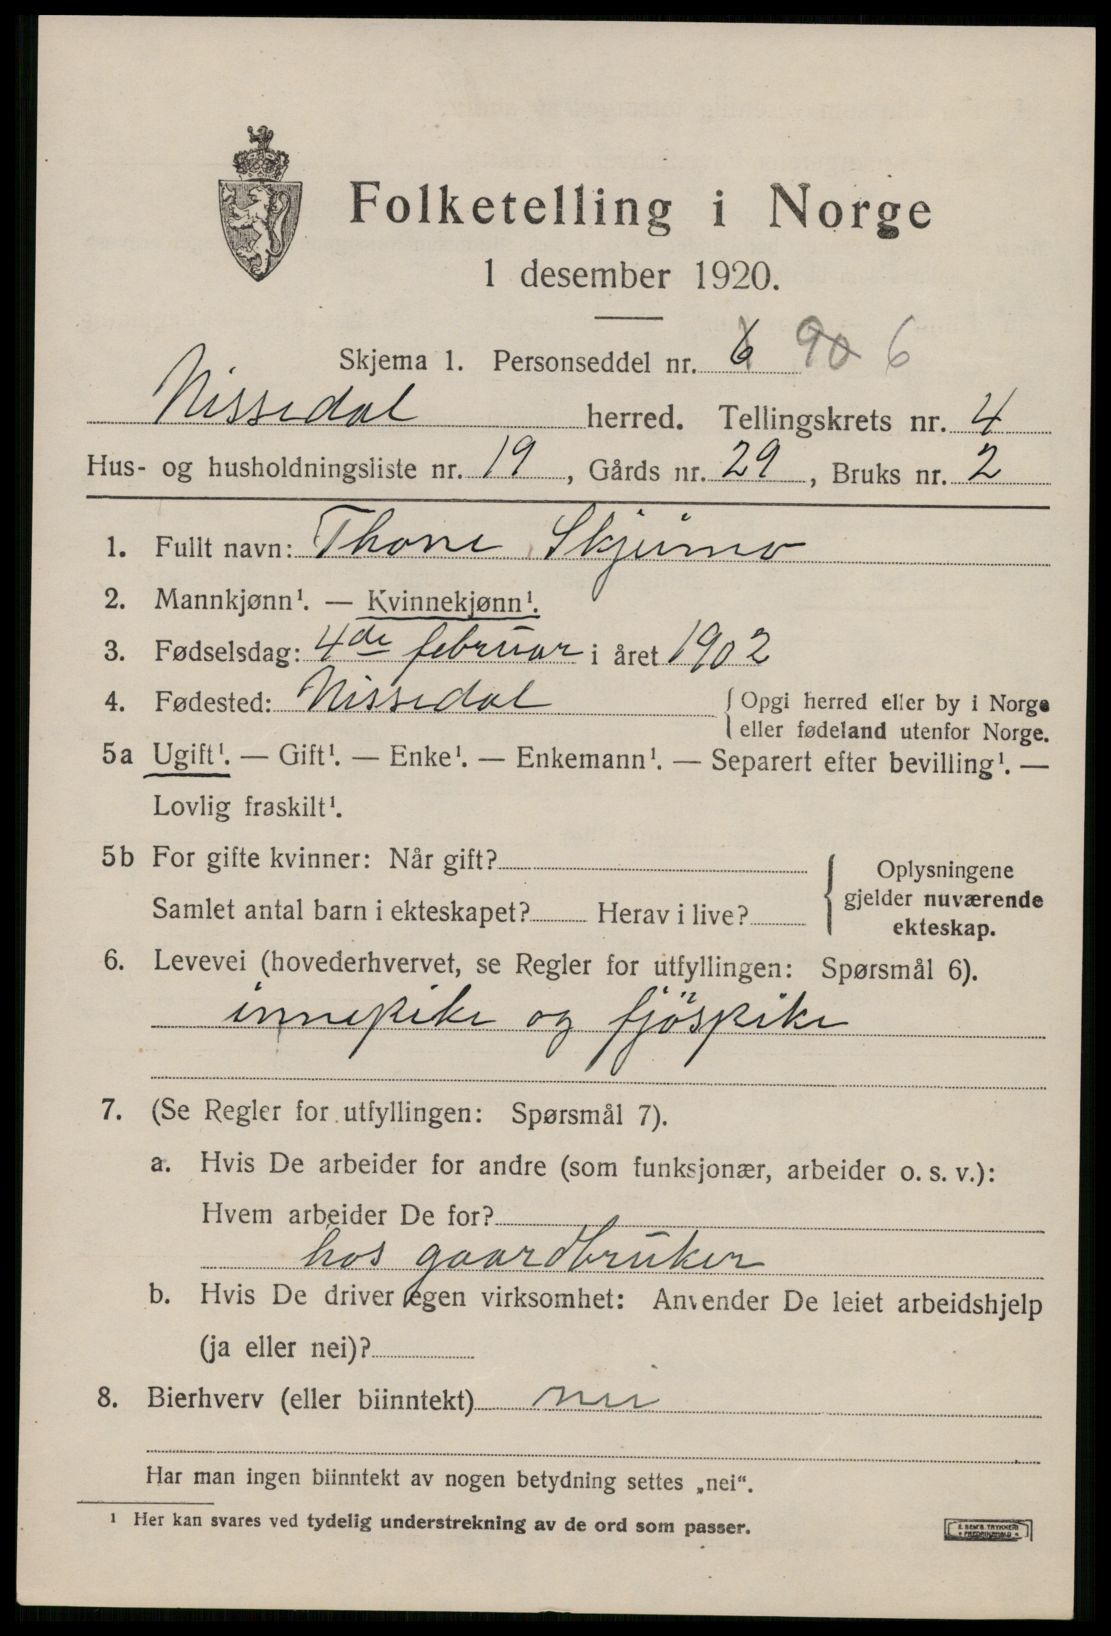 Folketelling i Norge
1 desember 1920.
Skjema 1. Personseddel nr. 6 90 6
Nissedal herred. Tellingskrets nr. 4
Hus- og husholdningsliste nr. 19, Gårds nr. 29, Bruks nr. 2
1. Fullt navn: Thone Skjeimo
2. Mannkjønn¹. — Kvinnekjønn¹.
3. Fødselsdag: 4de februar i året 1902
4. Fødested: Nissedal { Opgi herred eller by i Norge
eller fødeland utenfor Norge.
5a Ugift¹. — Gift¹. — Enke¹. — Enkemann¹. — Separert efter bevilling¹. —
Lovlig fraskilt¹.
5b For gifte kvinner: Når gift?
Samlet antal barn i ekteskapet? Herav i live?
{ Oplysningene
gjelder nuværende
ekteskap.
6. Levevei (hovederhvervet, se Regler for utfyllingen: Spørsmål 6).
innepike og fjöspike
7. (Se Regler for utfyllingen: Spørsmål 7).
a. Hvis De arbeider for andre (som funksjonær, arbeider o. s. v.):
Hvem arbeider De for?
hos gaardbruker
b. Hvis De driver egen virksomhet: Anvender De leiet arbeidshjelp
(ja eller nei)?
8. Bierhverv (eller biinntekt) nei
Har man ingen biinntekt av nogen betydning settes „nei“.
¹ Her kan svares ved tydelig understrekning av de ord som passer.